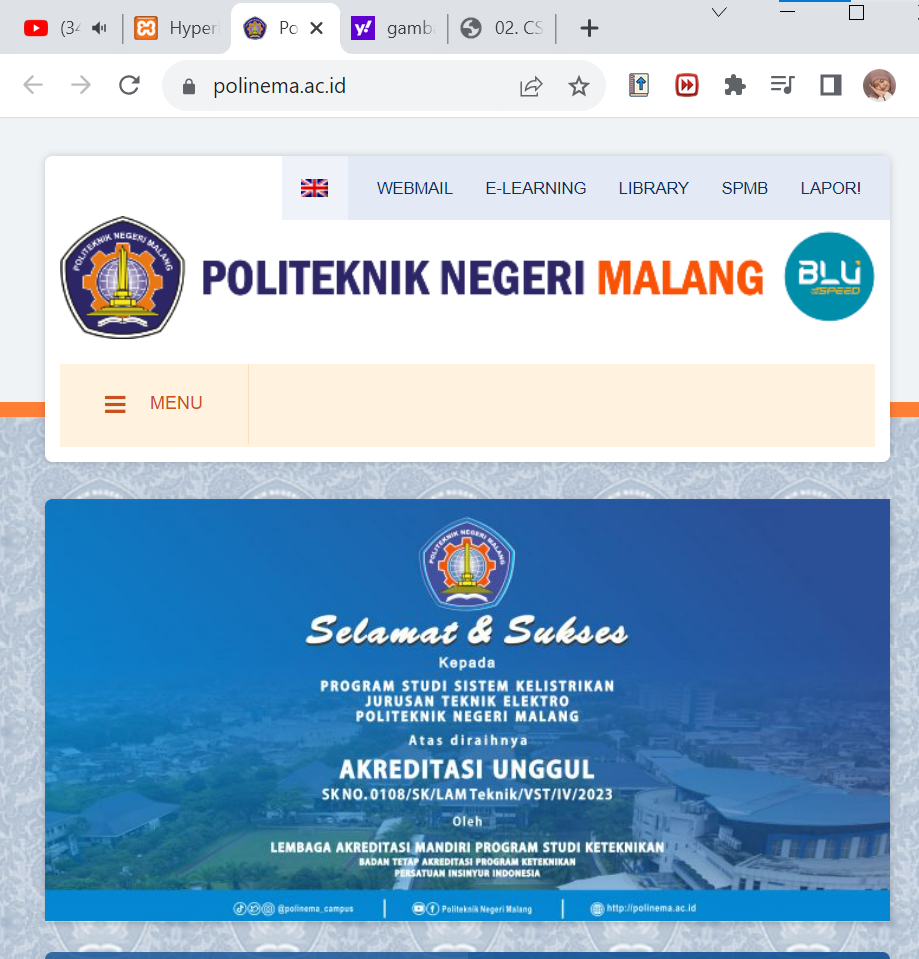 (34
Hyperl
Po
gamba
02. CS
polinema.ac.id
WEBMAIL E-LEARNING LIBRARY SPMB LAPOR!
POLITEKNIK NEGERI MALANG
POLITEKNIK NEGERI MALANG
BLU
SPEED
MENU
POLITEKNIK NEGERI MALANG
Selamat & Sukses
Kepada
PROGRAM STUDI SISTEM KELISTRIKAN
JURUSAN TEKNIK ELEKTRO
POLITEKNIK NEGERI MALANG
Atas diraihnya
AKREDITASI UNGGUL
SK NO. 0108/SK/LAM Teknik/VST/IV/2023
Oleh
LEMBAGA AKREDITASI MANDIRI PROGRAM STUDI KETEKNIKAN
BADAN TETAP AKREDITASI PROGRAM KETEKNIKAN
PERSATUAN INSINYUR INDONESIA
@polinema_campus Politeknik Negeri Malang http://polinema.ac.id